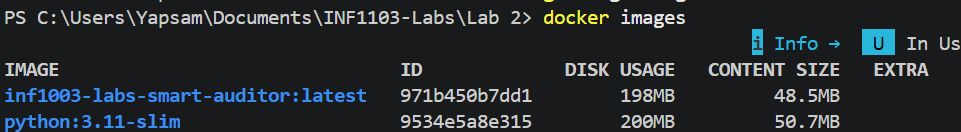 PS C:\Users\Yapsam\Documents\INF1103-Labs\Lab 2> docker images
i Info → U In Us
IMAGE ID DISK USAGE CONTENT SIZE EXTRA
inf1003-labs-smart-auditor:latest 971b450b7dd1 198MB 48.5MB
python:3.11-slim 9534e5a8e315 200MB 50.7MB